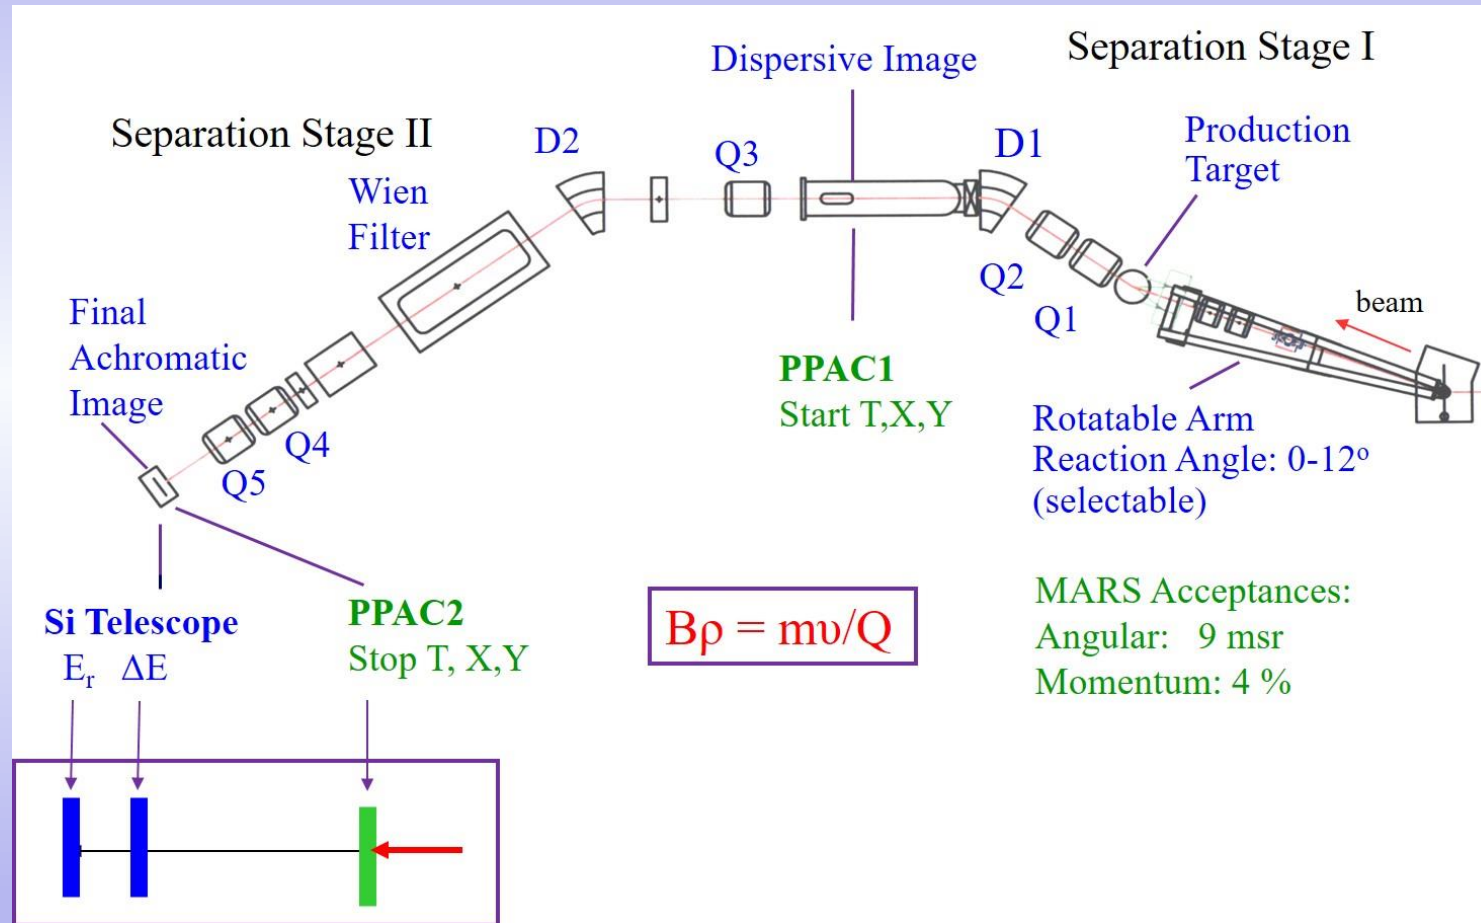 Separation Stage I
Dispersive Image
Separation Stage II
D2
Q3
D1
Production
Target
Wien
Filter
Q2
Q1
beam
Final
Achromatic
Image
PPAC1
Start T,X,Y
Rotatable Arm
Reaction Angle: 0-12°
(selectable)
Q4
Q5
Si Telescope
Eᵣ ΔE
PPAC2
Stop T, X,Y
Bρ = mυ/Q
MARS Acceptances:
Angular: 9 msr
Momentum: 4 %